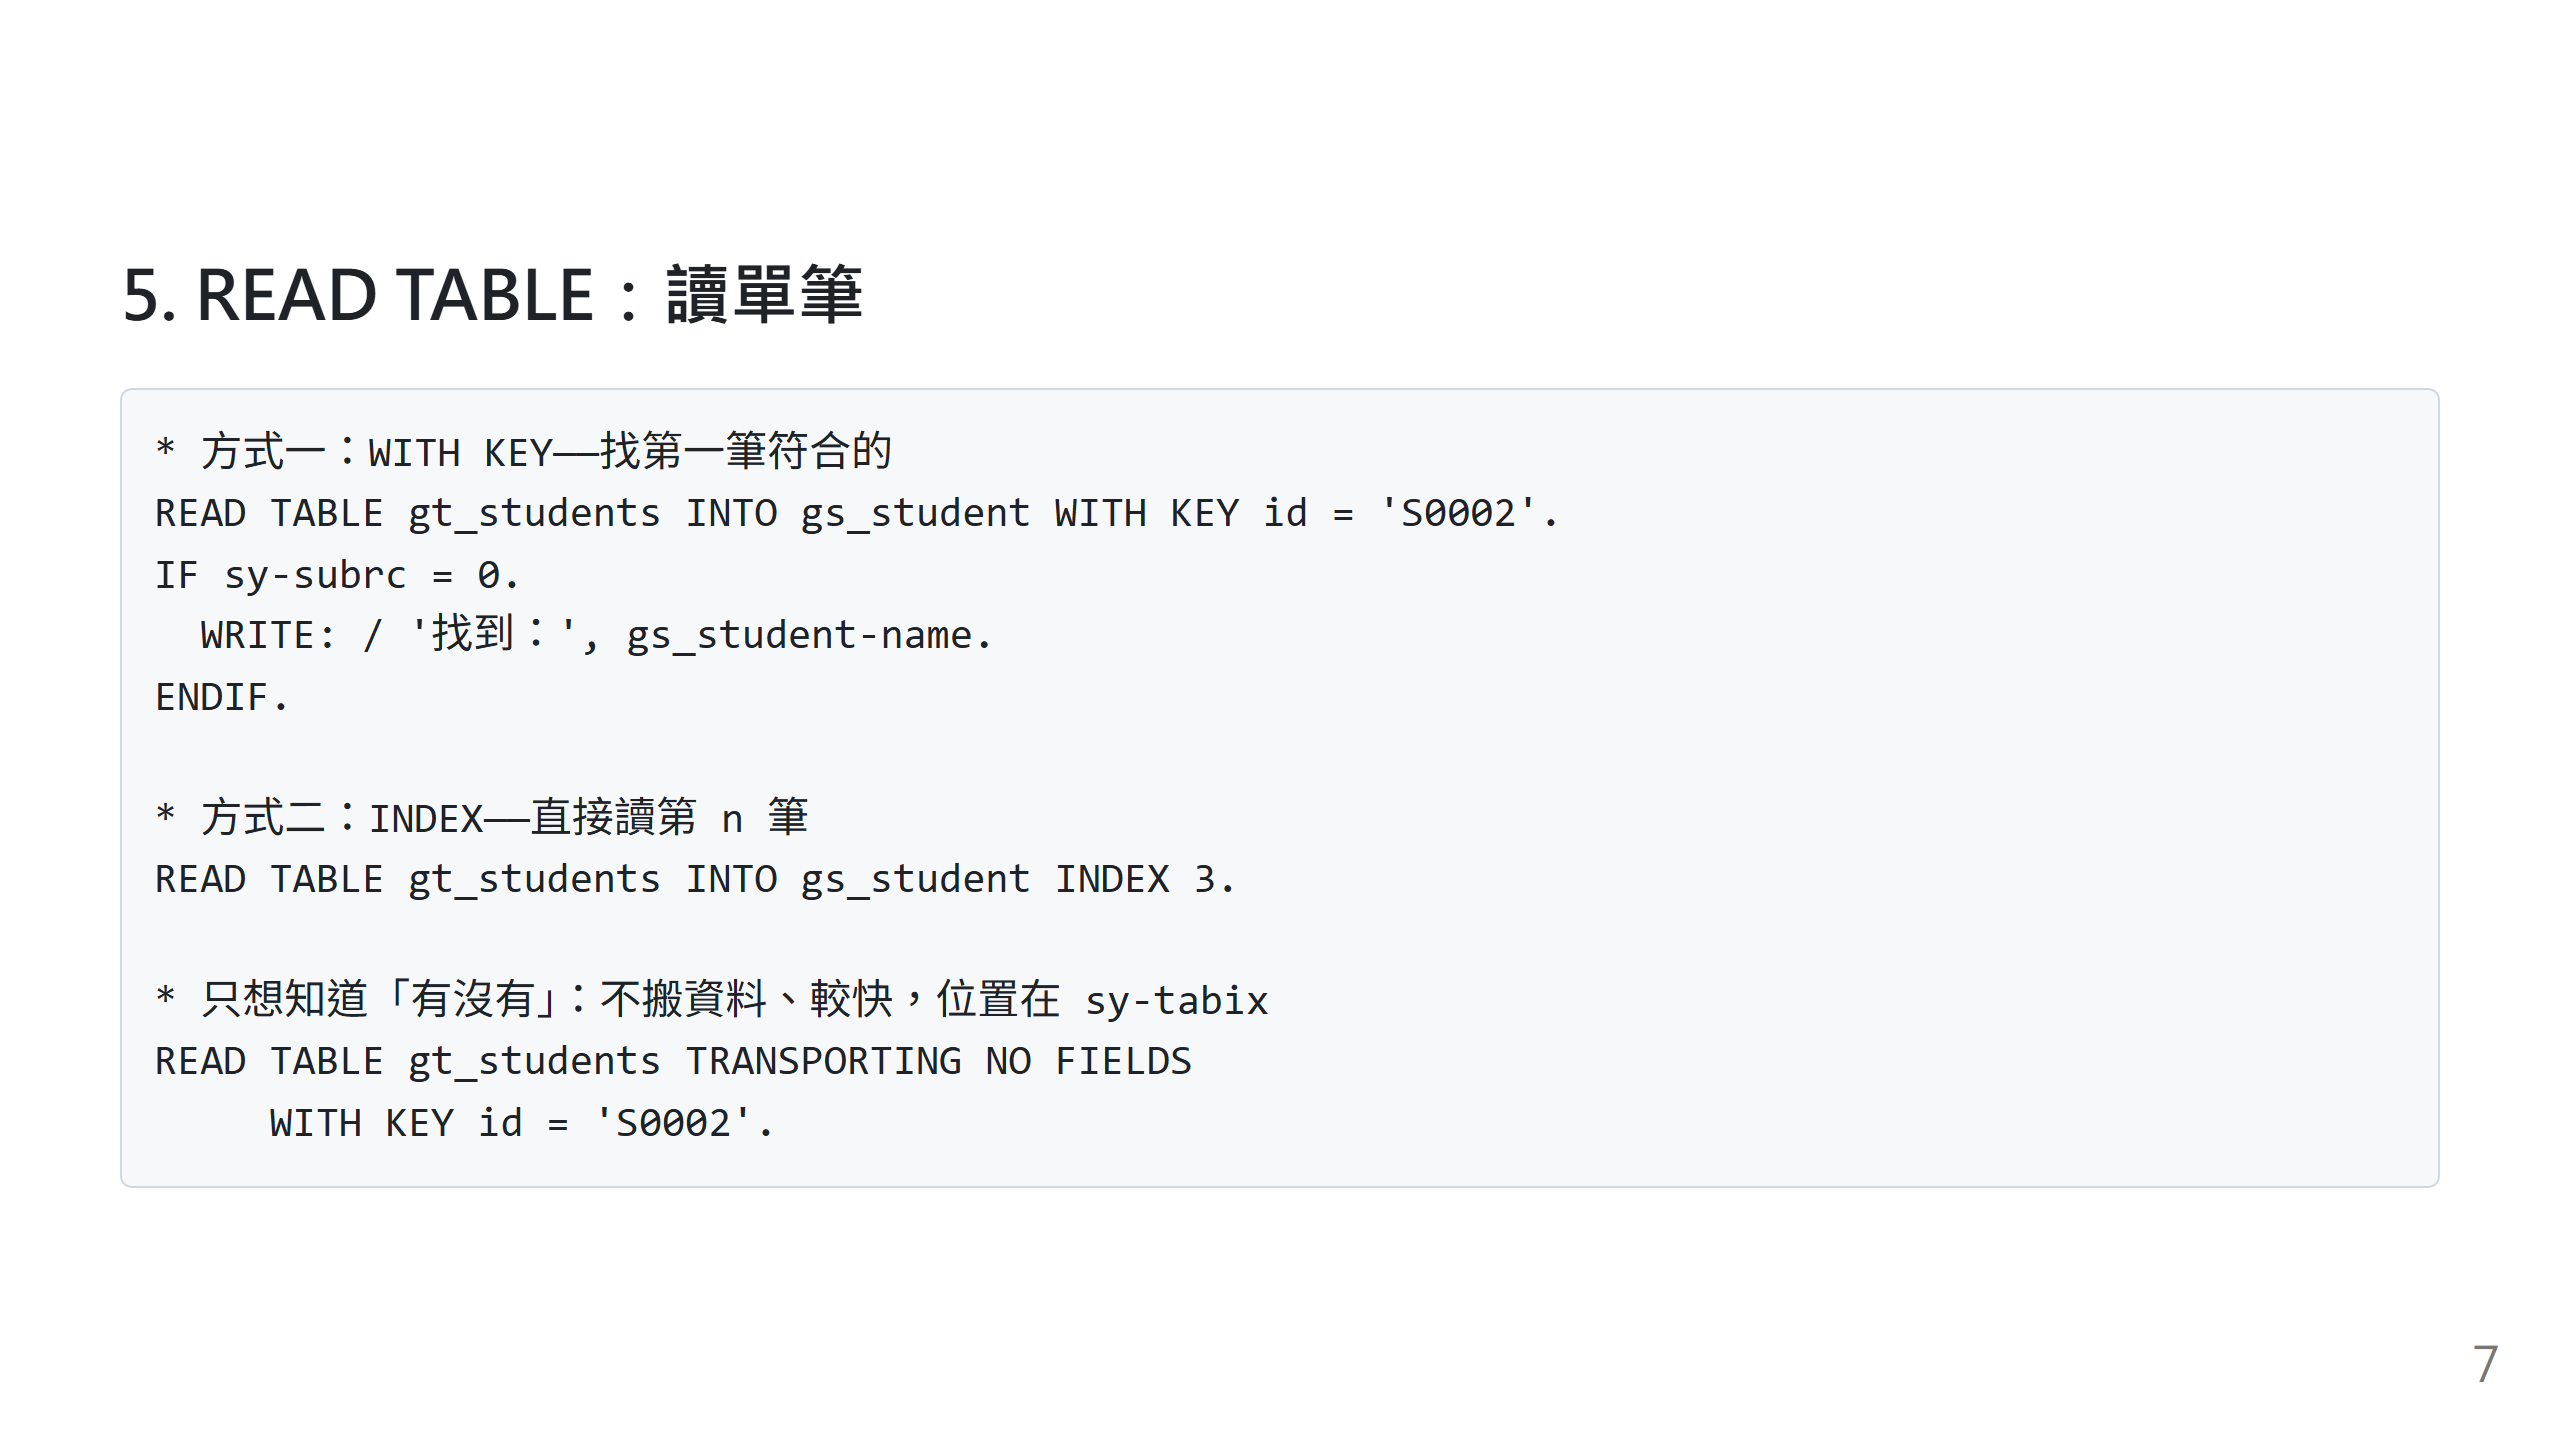 5. READ TABLE：讀單筆
* 方式一：WITH KEY——找第一筆符合的
READ TABLE gt_students INTO gs_student WITH KEY id = 'S0002'.
IF sy-subrc = 0.
  WRITE: / '找到：', gs_student-name.
ENDIF.
* 方式二：INDEX——直接讀第 n 筆
READ TABLE gt_students INTO gs_student INDEX 3.
* 只想知道「有沒有」：不搬資料、較快，位置在 sy-tabix
READ TABLE gt_students TRANSPORTING NO FIELDS
     WITH KEY id = 'S0002'.
7